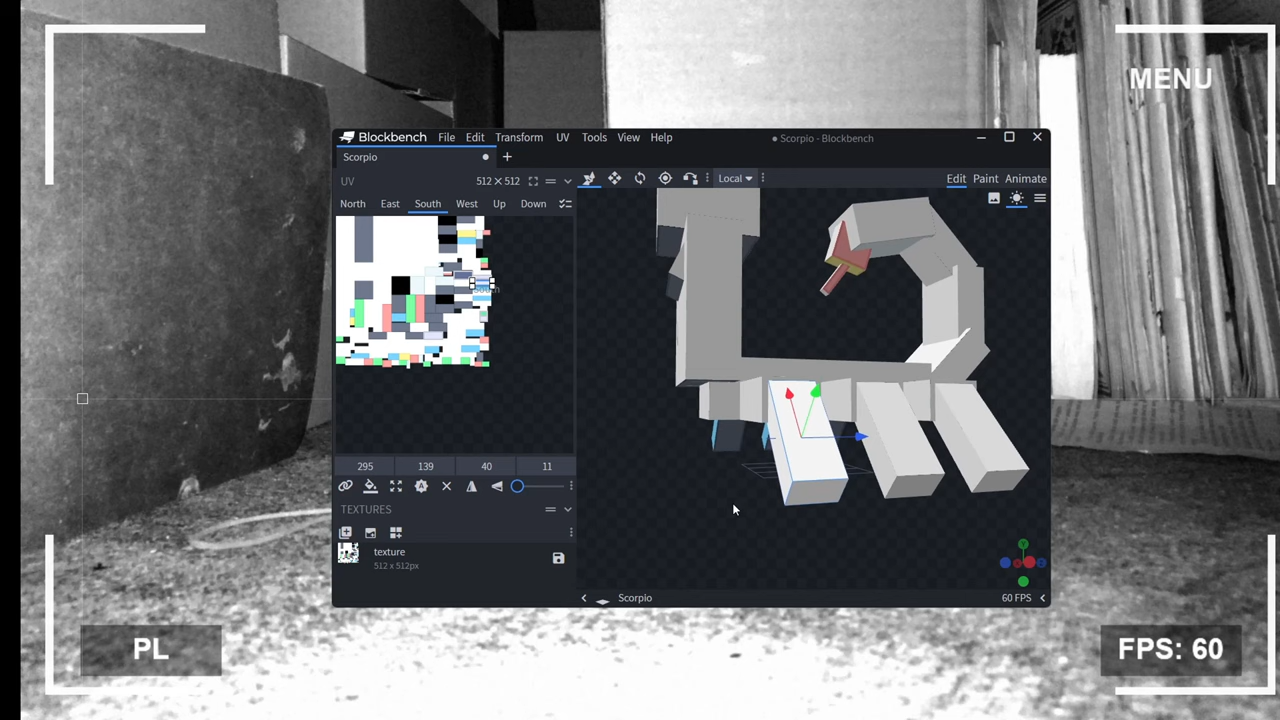 MENU
Blockbench File Edit Transform UV Tools View Help
Scorpio - Blockbench
Scorpio
UV 512×512
Local
Edit Paint Animate
North East South West Up Down
295 139 40 11
TEXTURES
texture
512 x 512px
Scorpio
60 FPS
PL
FPS: 60